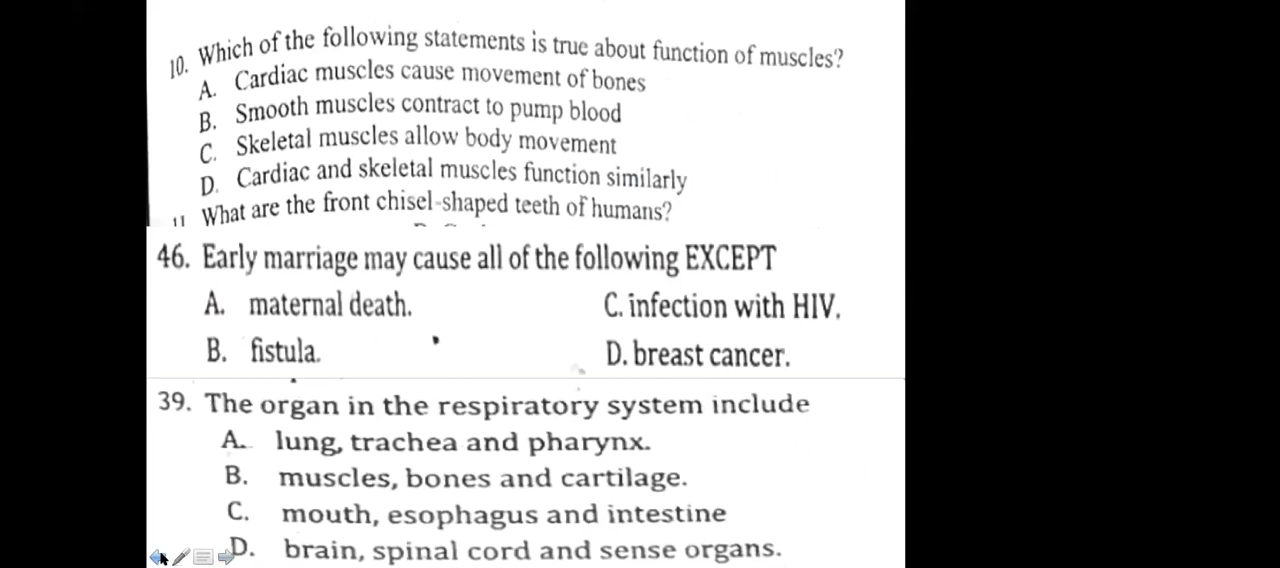 10. Which of the following statements is true about function of muscles?
A. Cardiac muscles cause movement of bones
B. Smooth muscles contract to pump blood
C. Skeletal muscles allow body movement
D. Cardiac and skeletal muscles function similarly
11 What are the front chisel-shaped teeth of humans?
46. Early marriage may cause all of the following EXCEPT
A. maternal death. C. infection with HIV.
B. fistula. D. breast cancer.
39. The organ in the respiratory system include
A. lung, trachea and pharynx.
B. muscles, bones and cartilage.
C. mouth, esophagus and intestine
D. brain, spinal cord and sense organs.